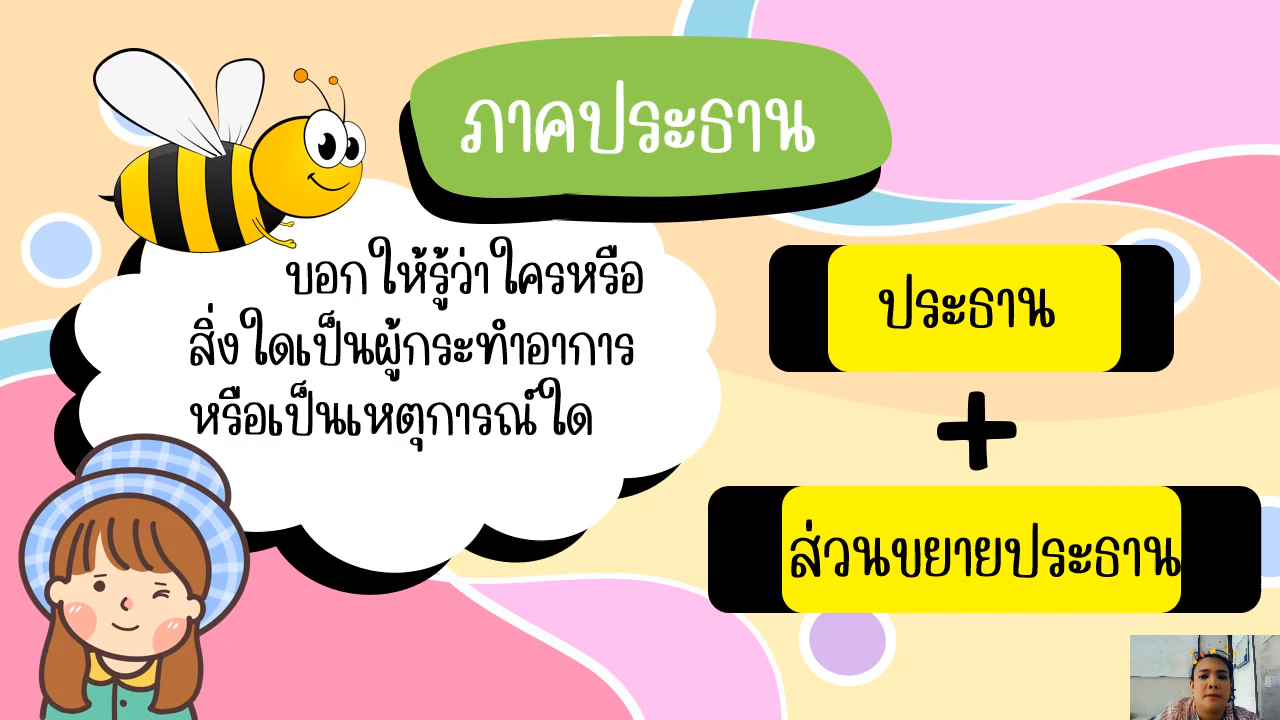 ภาคประธาน
บอกให้รู้ว่าใครหรือ
สิ่งใดเป็นผู้กระทำอาการ
หรือเป็นเหตุการณ์ใด
ประธาน
+
ส่วนขยายประธาน